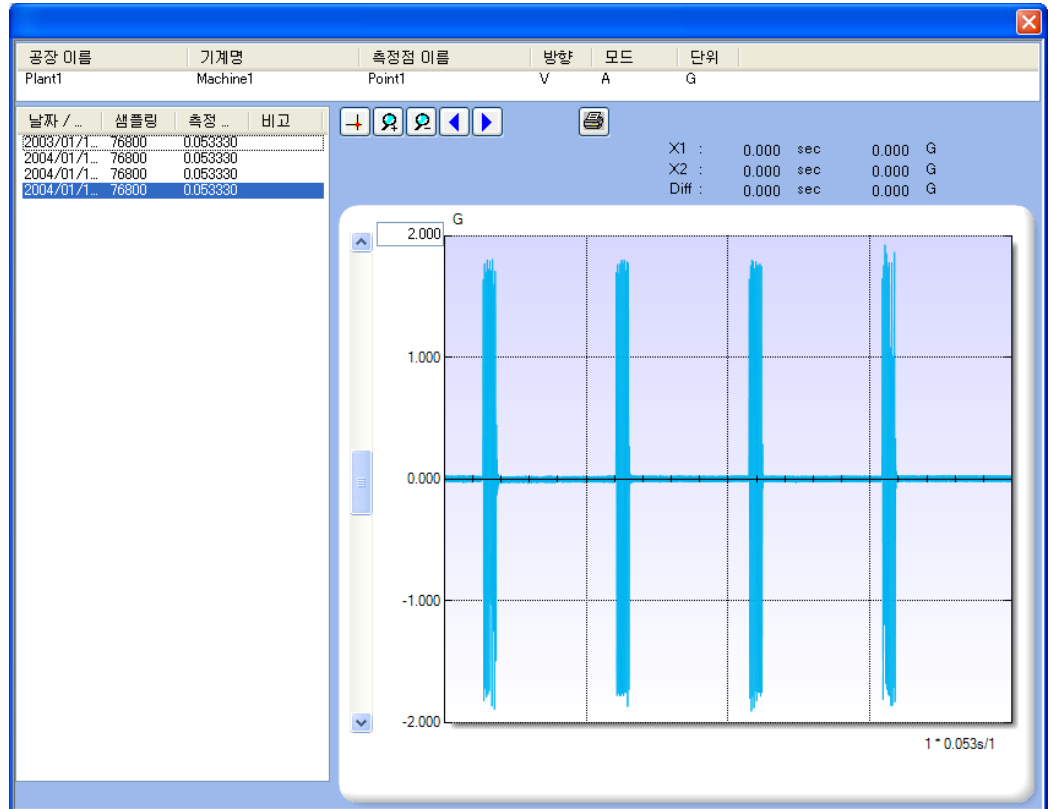 공장 이름 기계명 측정점 이름 방향 모드 단위
Plant1 Machine1 Point1 V A G
날짜 / ... 샘플링 측정 ... 비고
2003/01/1... 76800 0.053330
2004/01/1... 76800 0.053330
2004/01/1... 76800 0.053330
2004/01/1... 76800 0.053330
X1 : 0.000 sec 0.000 G
X2 : 0.000 sec 0.000 G
Diff : 0.000 sec 0.000 G
G
2.000
1.000
0.000
-1.000
-2.000
1 * 0.053s/1